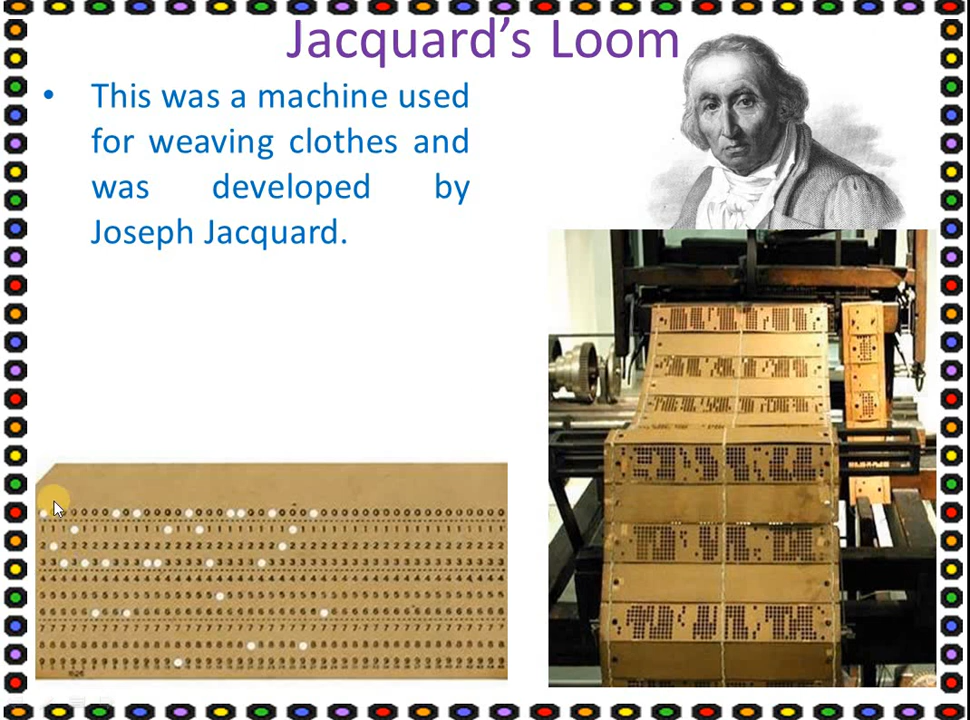 Jacquard's Loom
• This was a machine used
for weaving clothes and
was developed by
Joseph Jacquard.